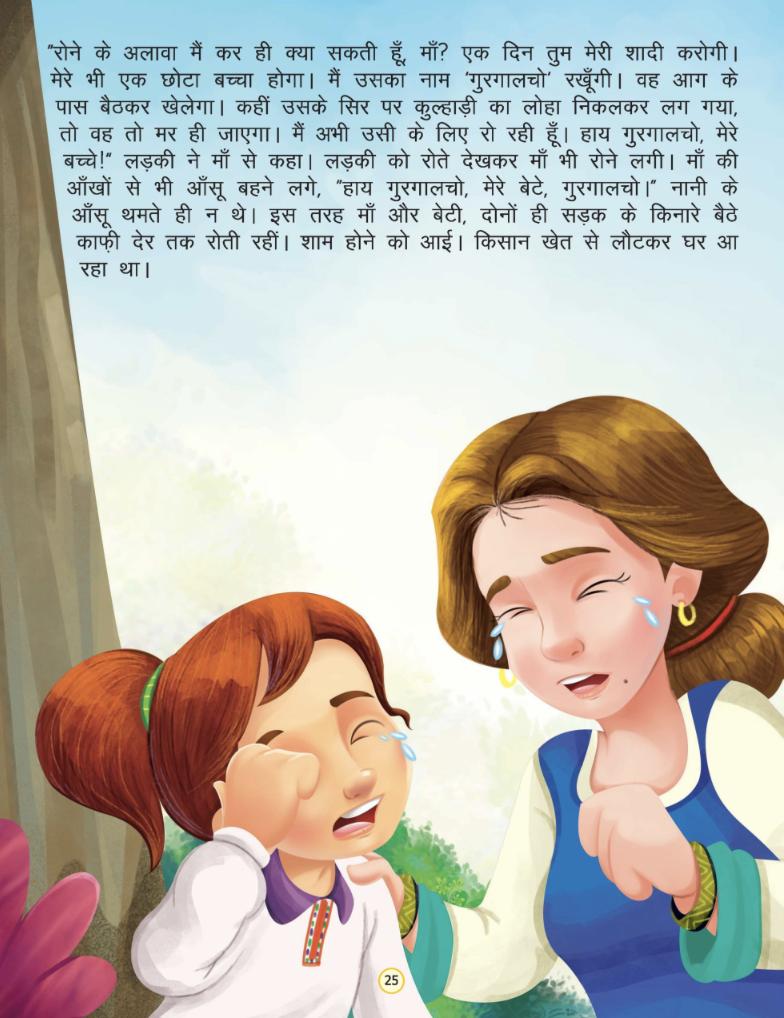 "रोने के अलावा मैं कर ही क्या सकती हूँ, माँ? एक दिन तुम मेरी शादी करोगी।
मेरे भी एक छोटा बच्चा होगा। मैं उसका नाम 'गुरगालचो' रखूँगी। वह आग के
पास बैठकर खेलेगा। कहीं उसके सिर पर कुल्हाड़ी का लोहा निकलकर लग गया,
तो वह तो मर ही जाएगा। मैं अभी उसी के लिए रो रही हूँ। हाय गुरगालचो, मेरे
बच्चे!" लड़की ने माँ से कहा। लड़की को रोते देखकर माँ भी रोने लगी। माँ की
आँखों से भी आँसू बहने लगे, "हाय गुरगालचो, मेरे बेटे, गुरगालचो।" नानी के
आँसू थमते ही न थे। इस तरह माँ और बेटी, दोनों ही सड़क के किनारे बैठे
काफ़ी देर तक रोती रहीं। शाम होने को आई। किसान खेत से लौटकर घर आ
रहा था।
25